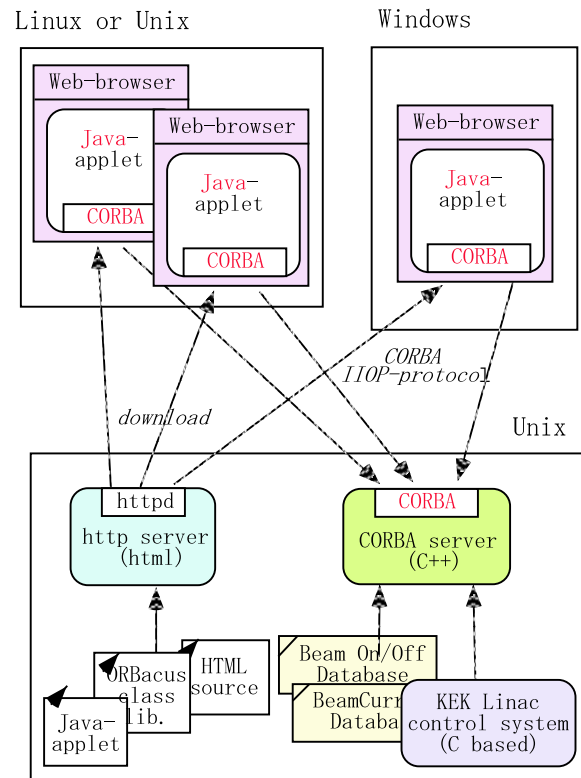 Linux or Unix
Windows
Web-browser
Java-
applet
CORBA
Web-browser
Java-
applet
CORBA
Web-browser
Java-
applet
CORBA
CORBA
IIOP-protocol
download
Unix
httpd
http server
(html)
CORBA
CORBA server
(C++)
HTML
source
ORBacus
class
lib.
Java-
applet
Beam On/Off
Database
BeamCurr
Databa
KEK Linac
control system
(C based)